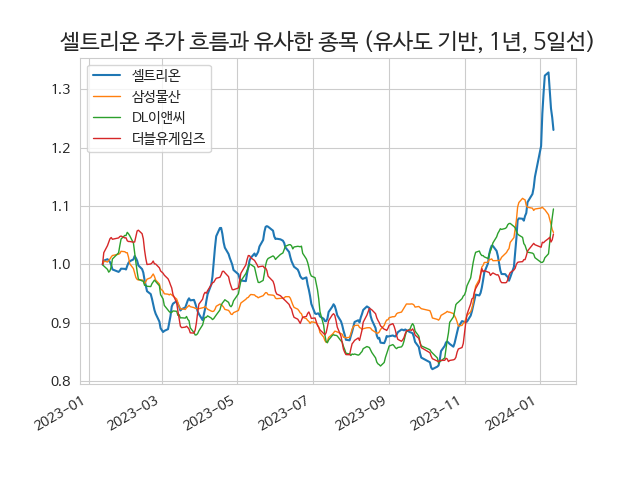 셀트리온 주가 흐름과 유사한 종목 (유사도 기반, 1년, 5일선)
셀트리온
삼성물산
DL이앤씨
더블유게임즈
1.3
1.2
1.1
1.0
0.9
0.8
2023-01
2023-03
2023-05
2023-07
2023-09
2023-11
2024-01